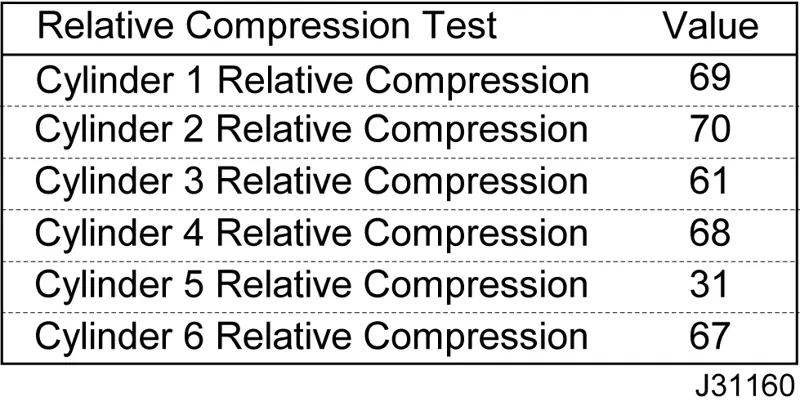 Relative Compression Test Value
Cylinder 1 Relative Compression 69
Cylinder 2 Relative Compression 70
Cylinder 3 Relative Compression 61
Cylinder 4 Relative Compression 68
Cylinder 5 Relative Compression 31
Cylinder 6 Relative Compression 67
J31160